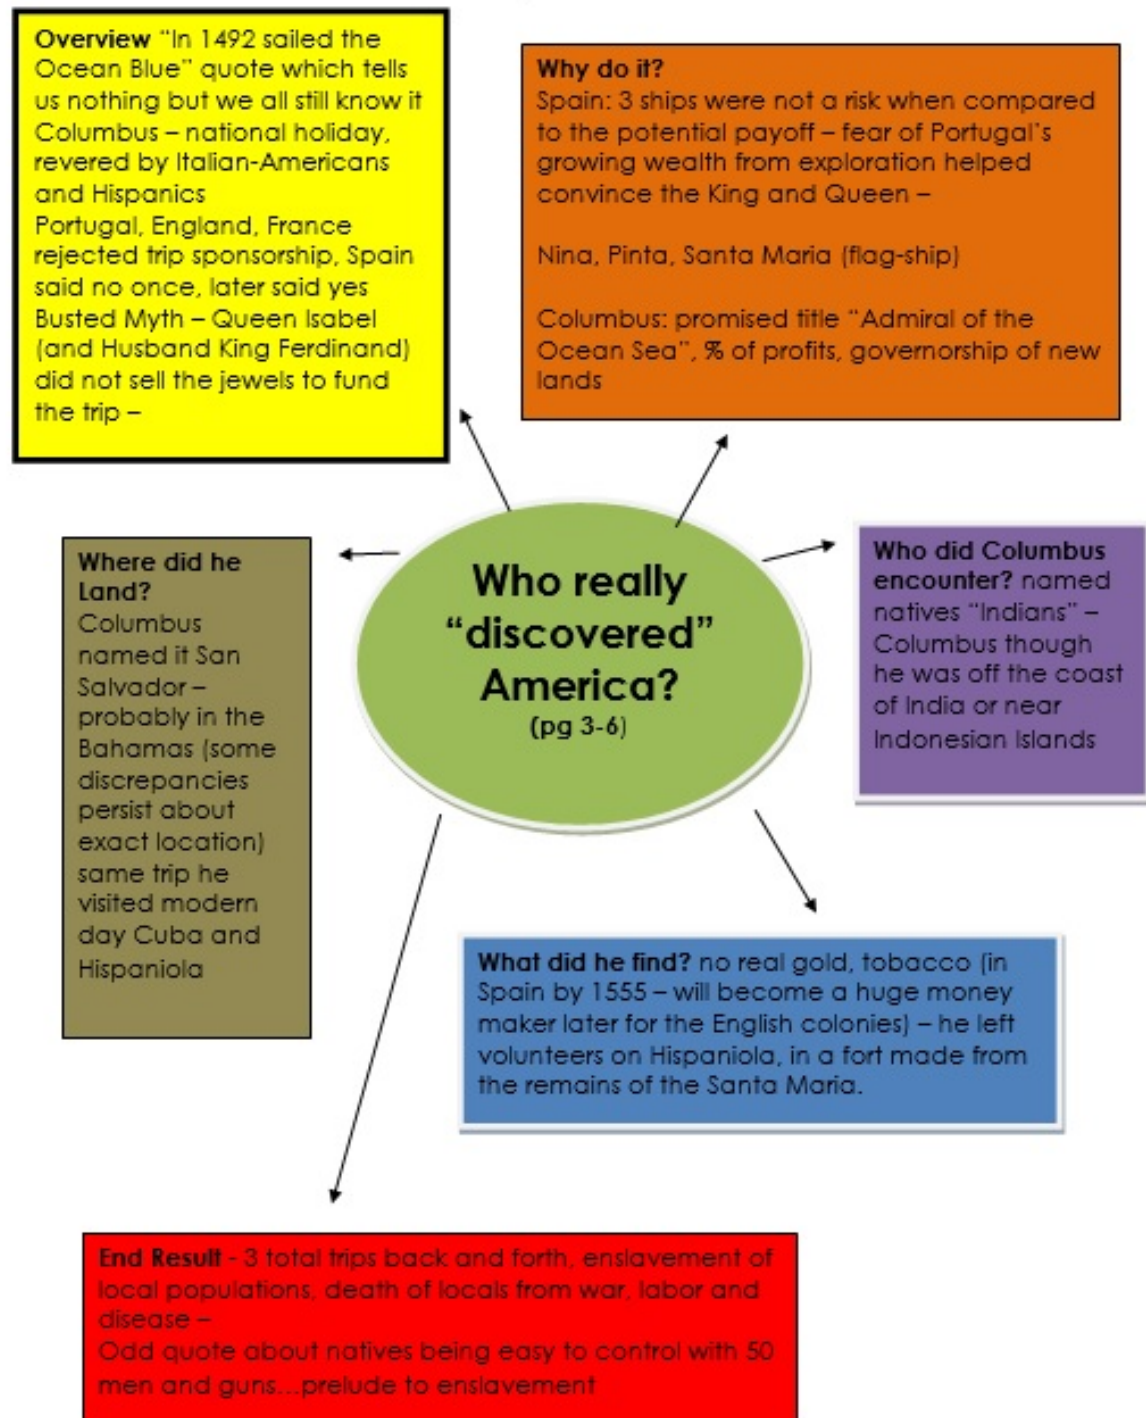 Overview “In 1492 sailed the
Ocean Blue” quote which tells
us nothing but we all still know it
Columbus – national holiday,
revered by Italian-Americans
and Hispanics
Portugal, England, France
rejected trip sponsorship, Spain
said no once, later said yes
Busted Myth – Queen Isabel
(and Husband King Ferdinand)
did not sell the jewels to fund
the trip –
Why do it?
Spain: 3 ships were not a risk when compared
to the potential payoff – fear of Portugal’s
growing wealth from exploration helped
convince the King and Queen –
Nina, Pinta, Santa Maria (flag-ship)
Columbus: promised title “Admiral of the
Ocean Sea”, % of profits, governorship of new
lands
Where did he
Land?
Columbus
named it San
Salvador –
probably in the
Bahamas (some
discrepancies
persist about
exact location)
same trip he
visited modern
day Cuba and
Hispaniola
Who really
“discovered”
America?
(pg 3-6)
Who did Columbus
encounter? named
natives “Indians” –
Columbus though
he was off the coast
of India or near
Indonesian Islands
What did he find? no real gold, tobacco (in
Spain by 1555 – will become a huge money
maker later for the English colonies) – he left
volunteers on Hispaniola, in a fort made from
the remains of the Santa Maria.
End Result - 3 total trips back and forth, enslavement of
local populations, death of locals from war, labor and
disease –
Odd quote about natives being easy to control with 50
men and guns...prelude to enslavement